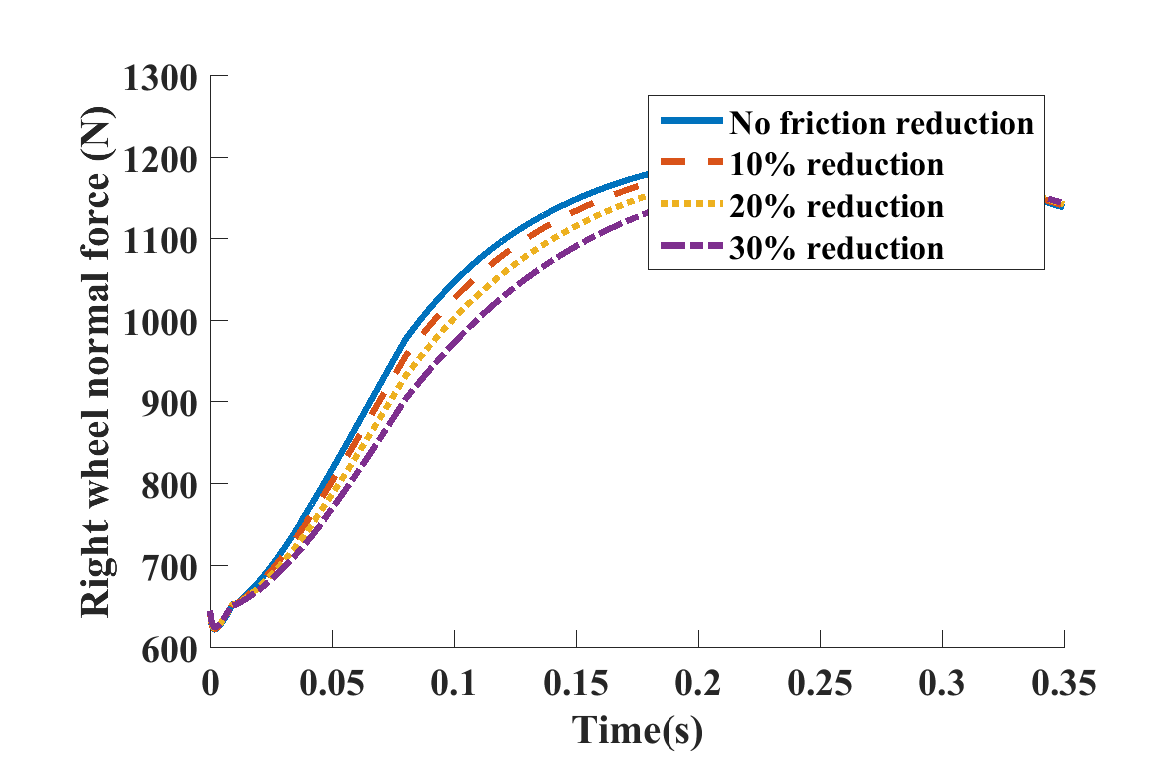 Right wheel normal force (N)
1300
1200
1100
1000
900
800
700
600
No friction reduction
10% reduction
20% reduction
30% reduction
0 0.05 0.1 0.15 0.2 0.25 0.3 0.35
Time(s)